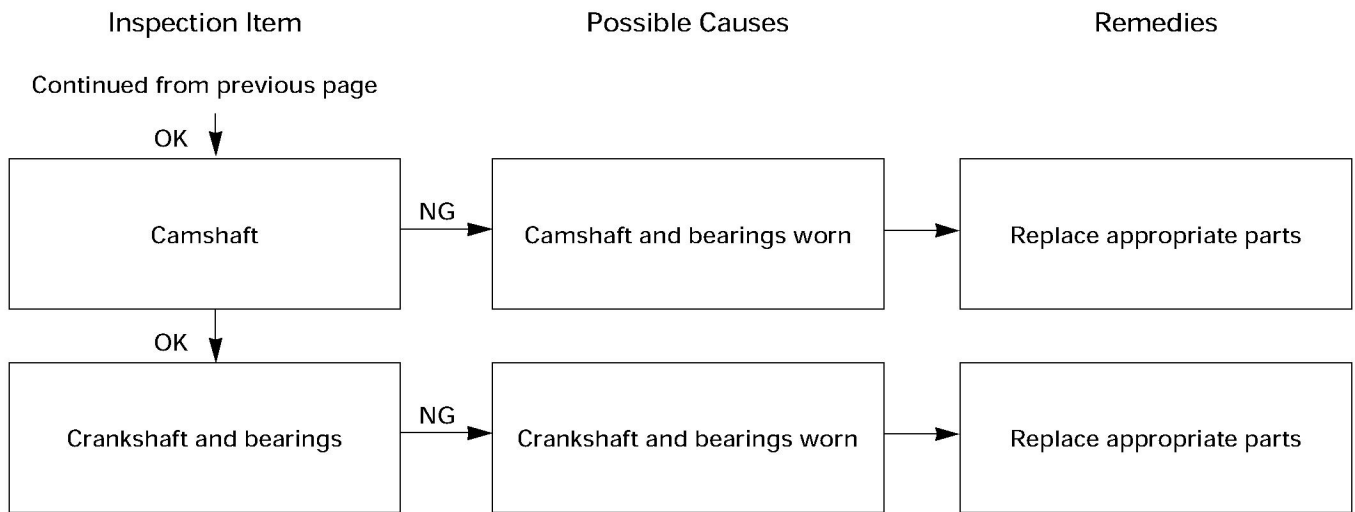 Inspection Item
Possible Causes
Remedies
Continued from previous page
OK
Camshaft
NG
Camshaft and bearings worn
Replace appropriate parts
OK
Crankshaft and bearings
NG
Crankshaft and bearings worn
Replace appropriate parts